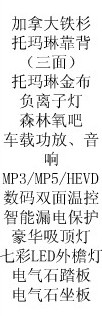 加拿大铁杉
托玛琳靠背
（三面）
托玛琳金布
负离子灯
森林氧吧
车载功放、音
响
MP3/MP5/HEVD
数码双面温控
智能漏电保护
豪华吸顶灯
七彩LED外檐灯
电气石踏板
电气石坐板